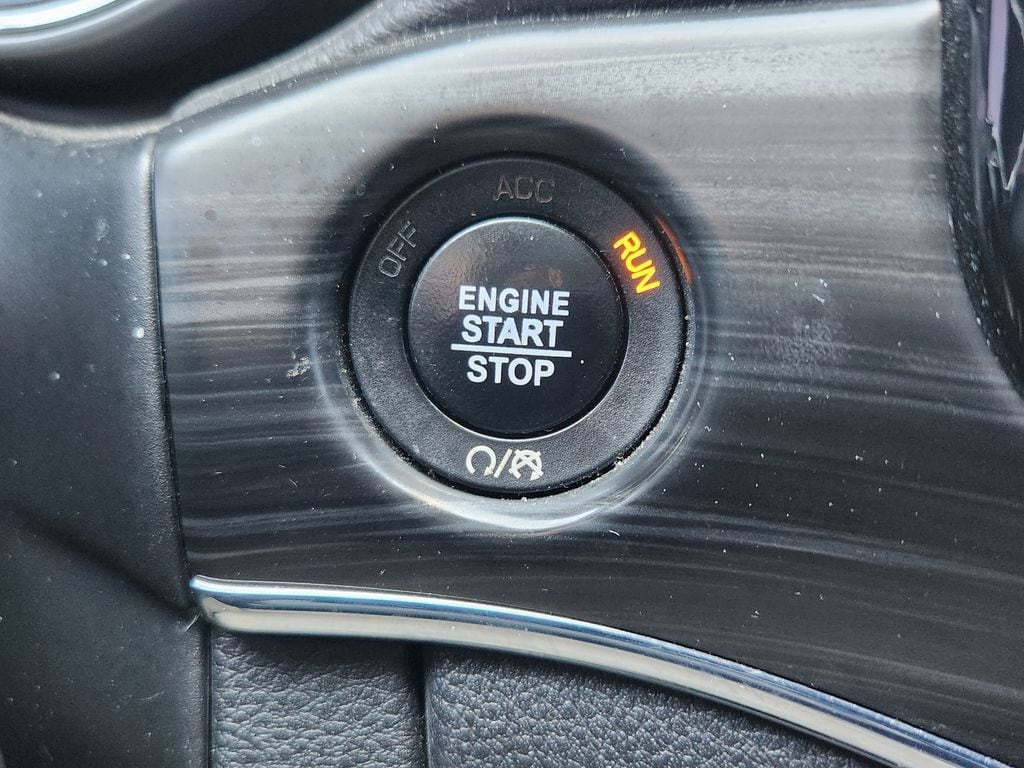 ACC
OFF
RUN
ENGINE
START
STOP